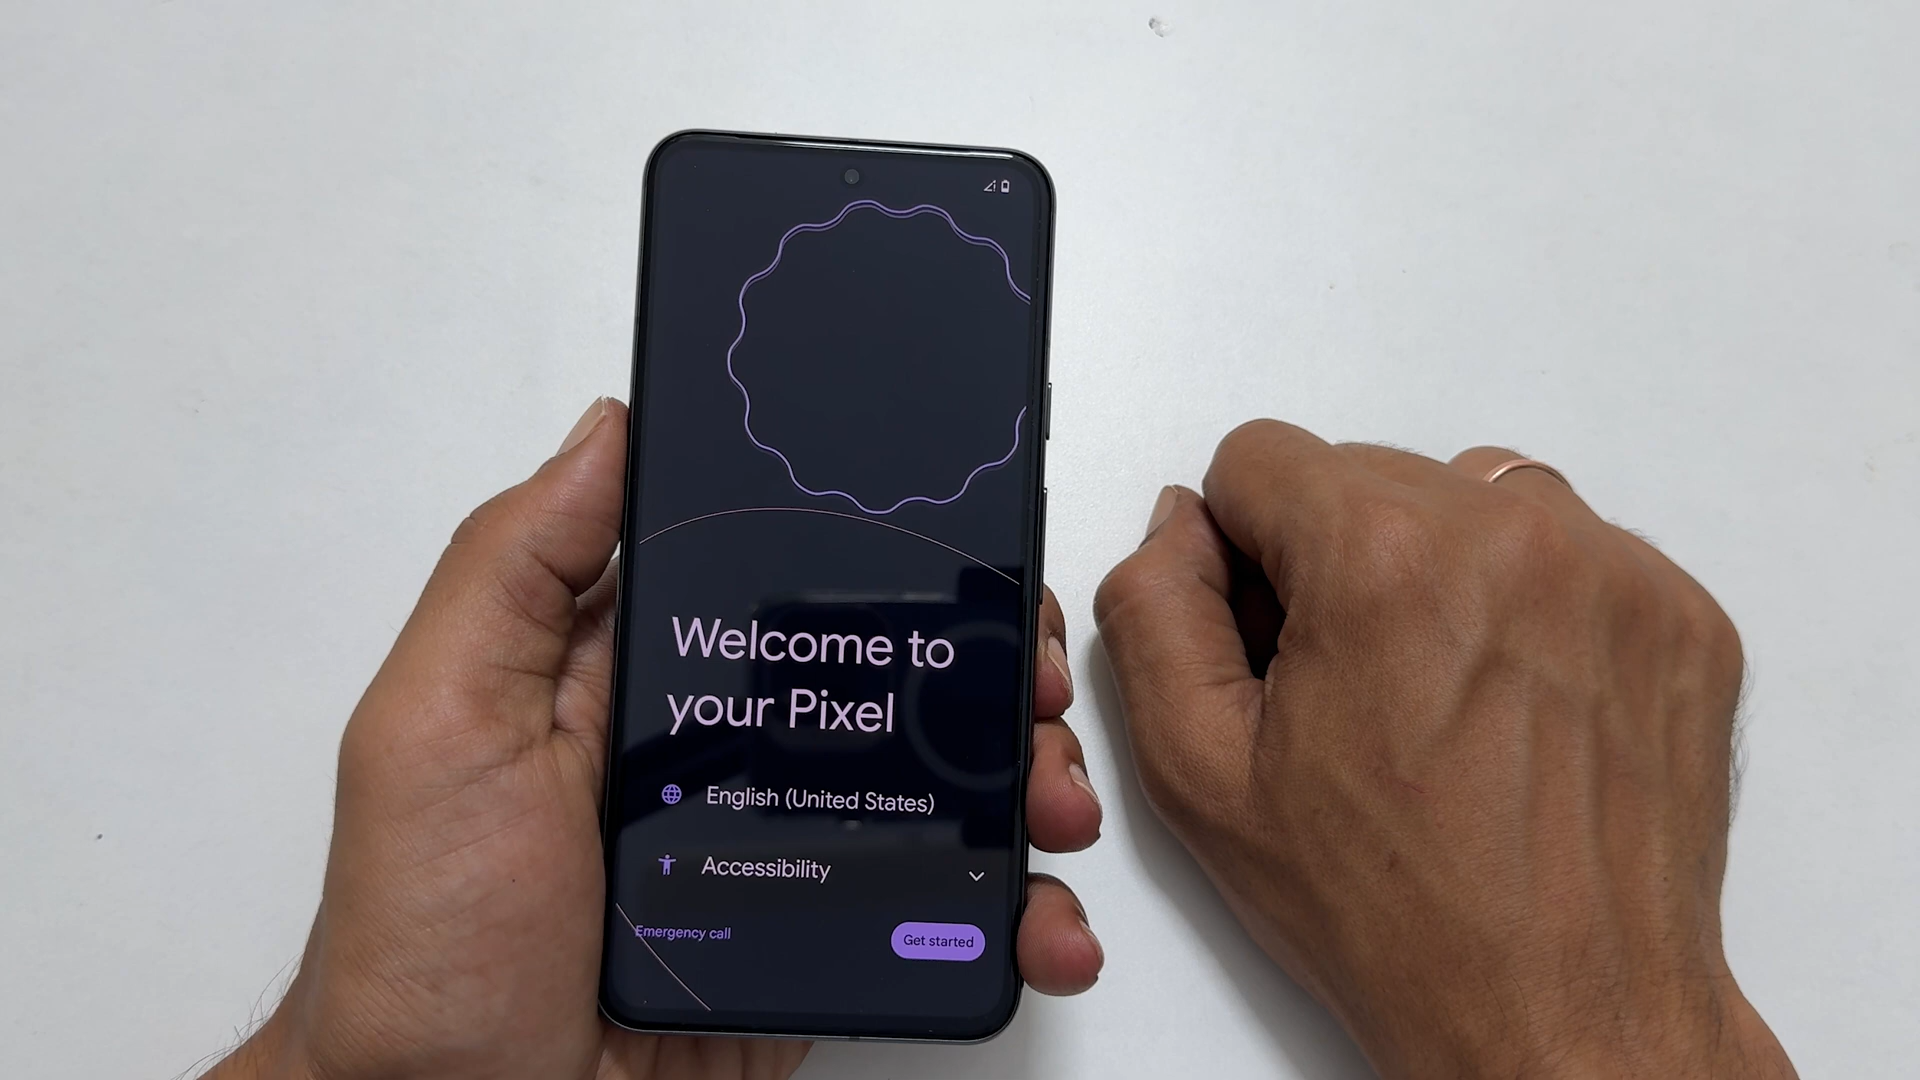 Welcome to
your Pixel
English (United States)
Accessibility
Emergency call
Get started